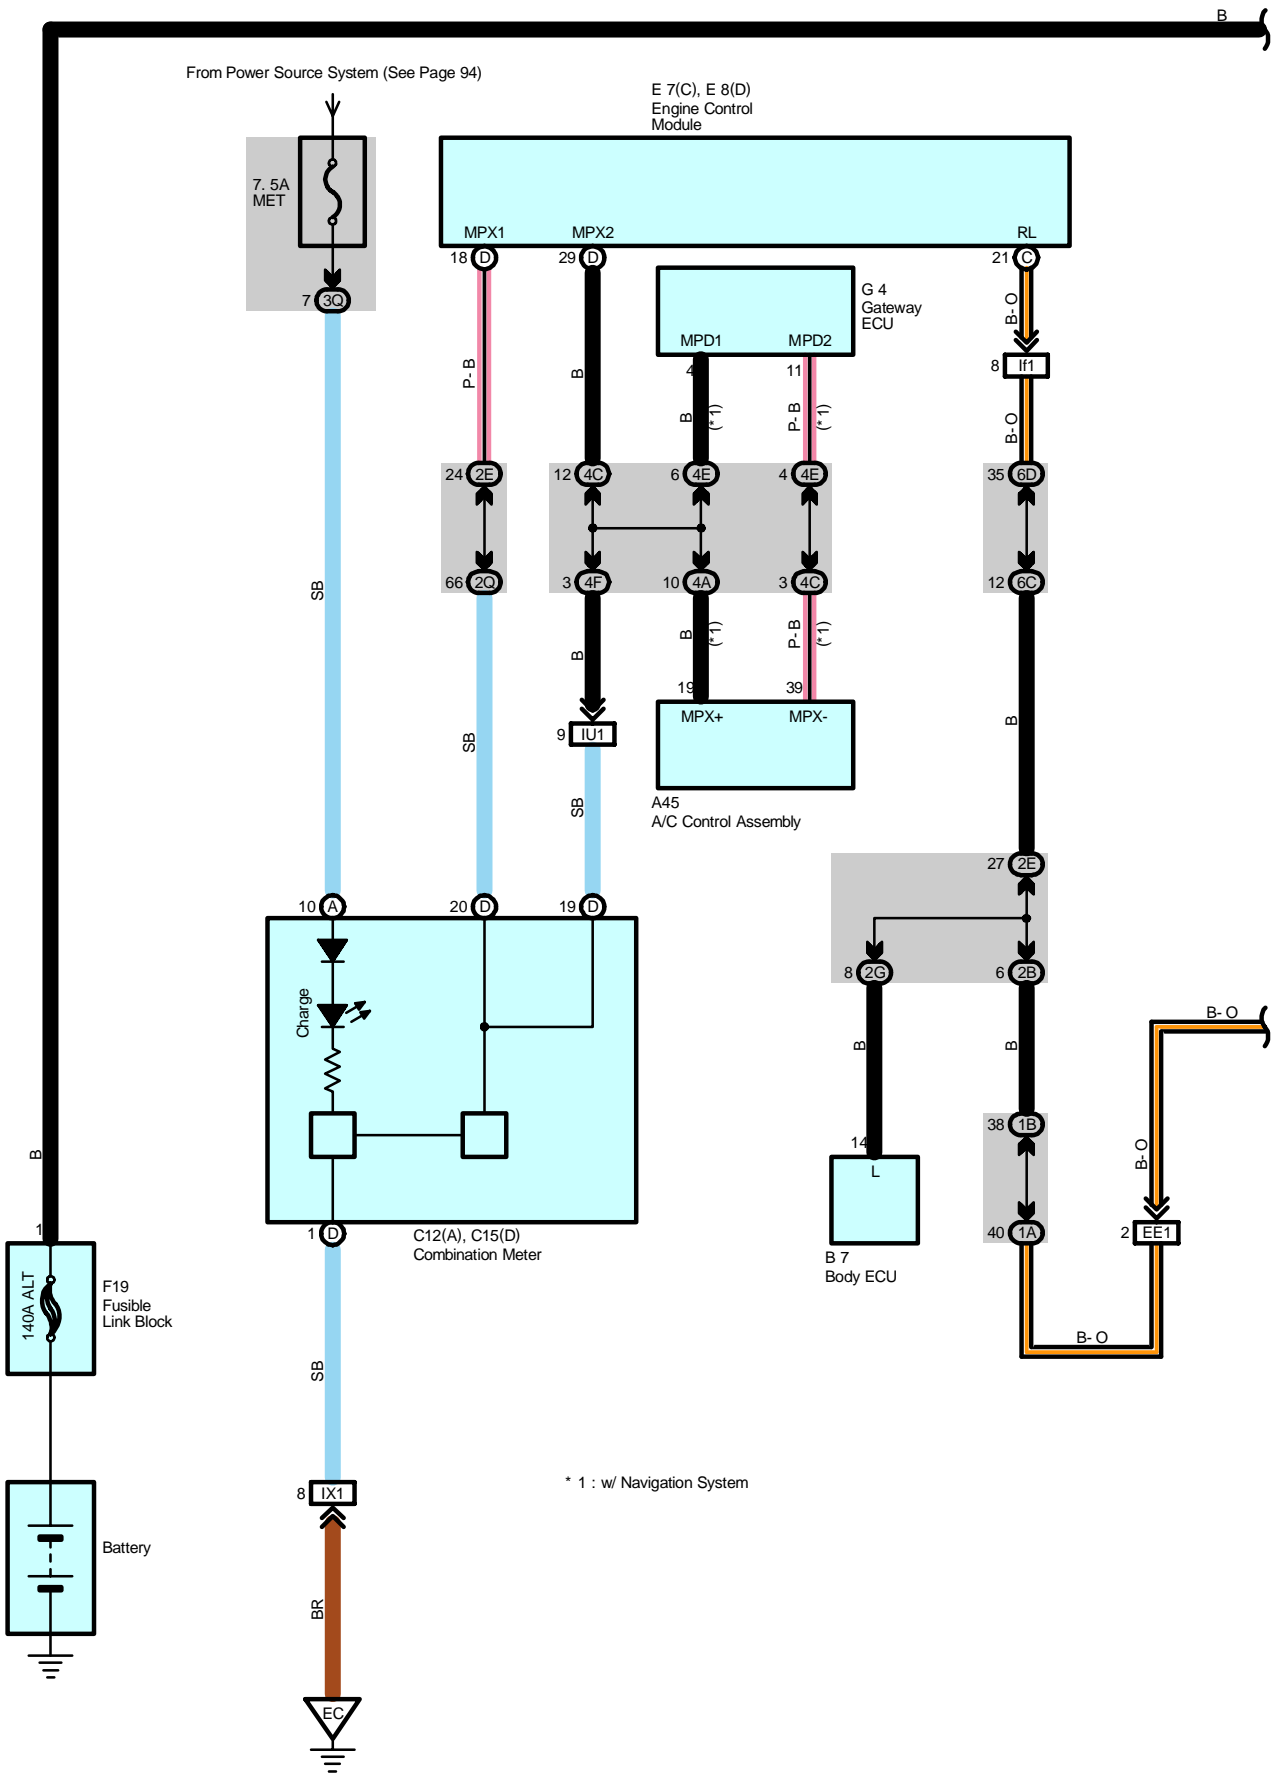 B
From Power Source System (See Page 94)
E 7(C), E 8(D)
Engine Control
Module
7. 5A
MET
MPX1
MPX2
RL
18 D
29 D
21 C
7 3Q
G 4
Gateway
ECU
MPD1
MPD2
B- O
8 If1
4
11
P- B
B
B
(* 1)
P- B
(* 1)
B- O
24 2E
12 4C
6 4E
4 4E
35 6D
66 2Q
3 4F
10 4A
3 4C
12 6C
SB
B
B
(* 1)
P- B
(* 1)
19
39
MPX+
MPX-
9 IU1
SB
SB
B
A45
A/C Control Assembly
27 2E
10 A
20 D
19 D
8 2G
6 2B
Charge
B
B
B- O
38 1B
14
L
B
B- O
1
1 D
C12(A), C15(D)
Combination Meter
40 1A
2 EE1
B 7
Body ECU
140A ALT
F19
Fusible
Link Block
B- O
SB
* 1 : w/ Navigation System
8 IX1
Battery
BR
EC